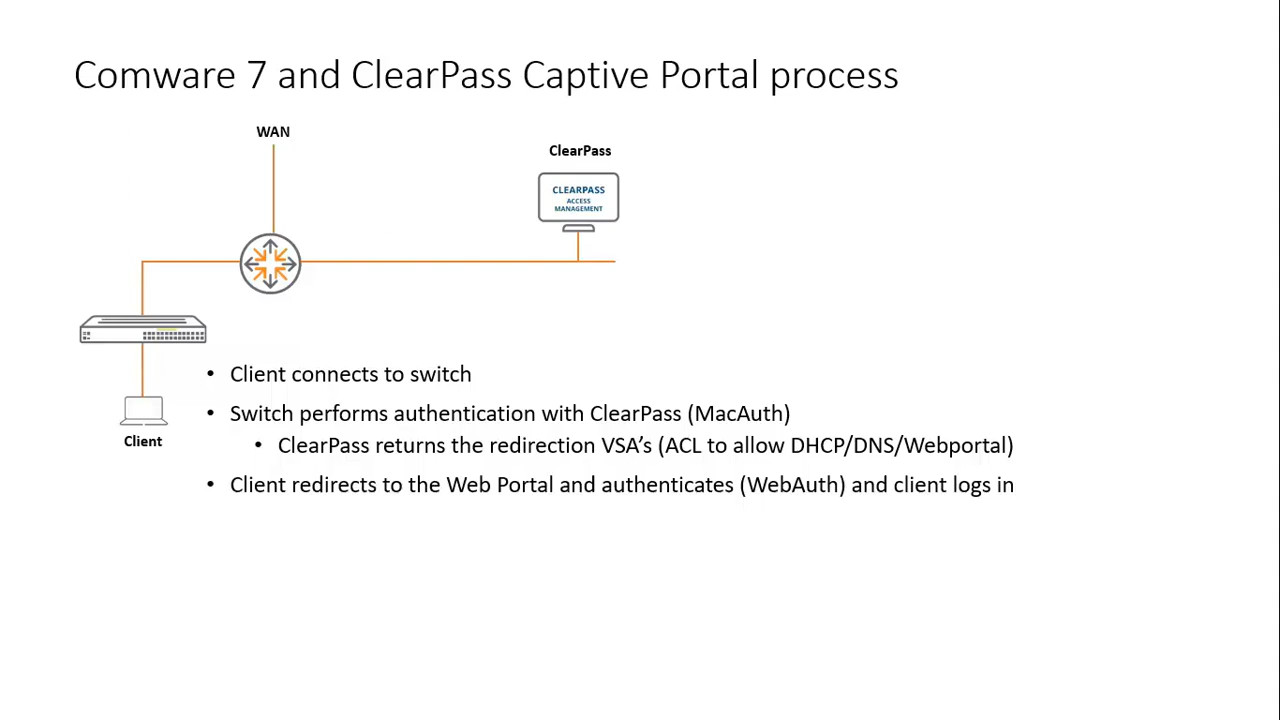 Comware 7 and ClearPass Captive Portal process
WAN
ClearPass
CLEARPASS
ACCESS
MANAGEMENT
• Client connects to switch
• Switch performs authentication with ClearPass (MacAuth)
Client
• ClearPass returns the redirection VSA’s (ACL to allow DHCP/DNS/Webportal)
• Client redirects to the Web Portal and authenticates (WebAuth) and client logs in